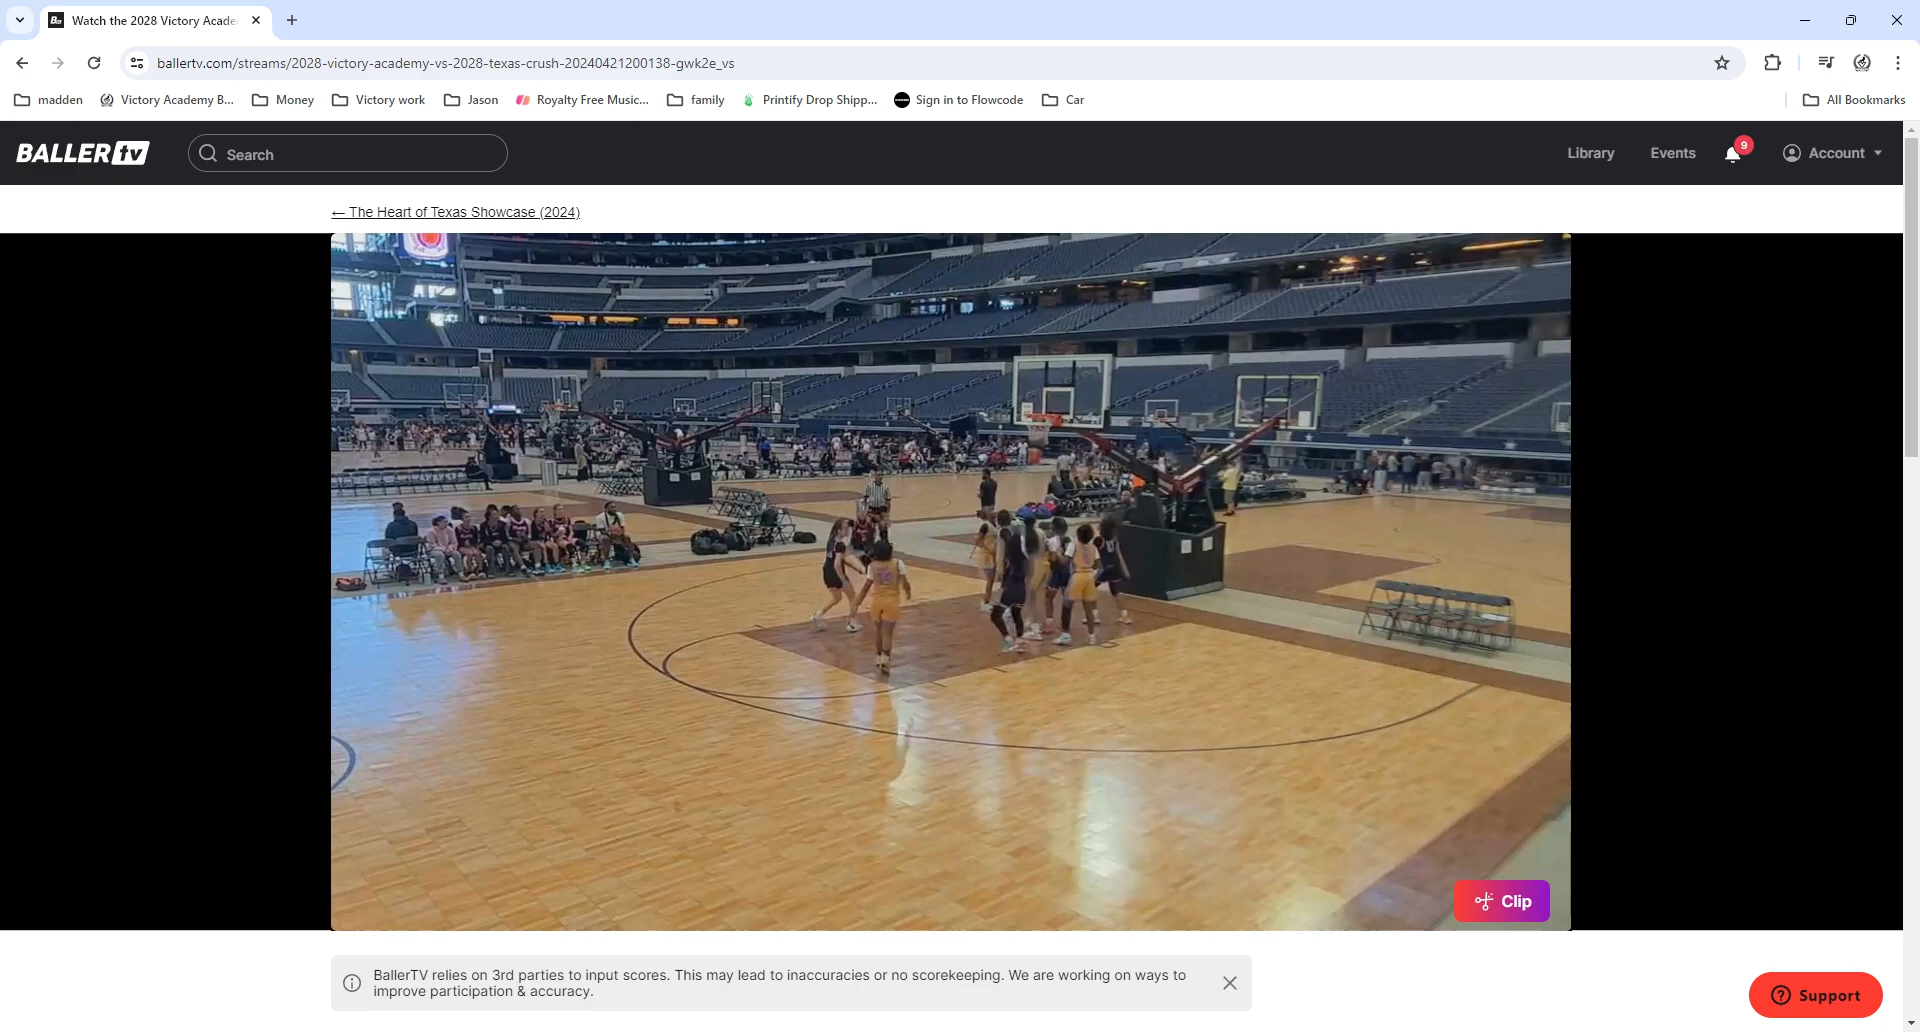 Watch the 2028 Victory Acade
ballertv.com/streams/2028-victory-academy-vs-2028-texas-crush-20240421200138-gwk2e_vs
madden
Victory Academy B...
Money
Victory work
Jason
Royalty Free Music...
family
Printify Drop Shipp...
Sign in to Flowcode
Car
All Bookmarks
BALLER tv
Search
Library
Events
9
Account
← The Heart of Texas Showcase (2024)
Clip
BallerTV relies on 3rd parties to input scores. This may lead to inaccuracies or no scorekeeping. We are working on ways to
improve participation & accuracy.
Support